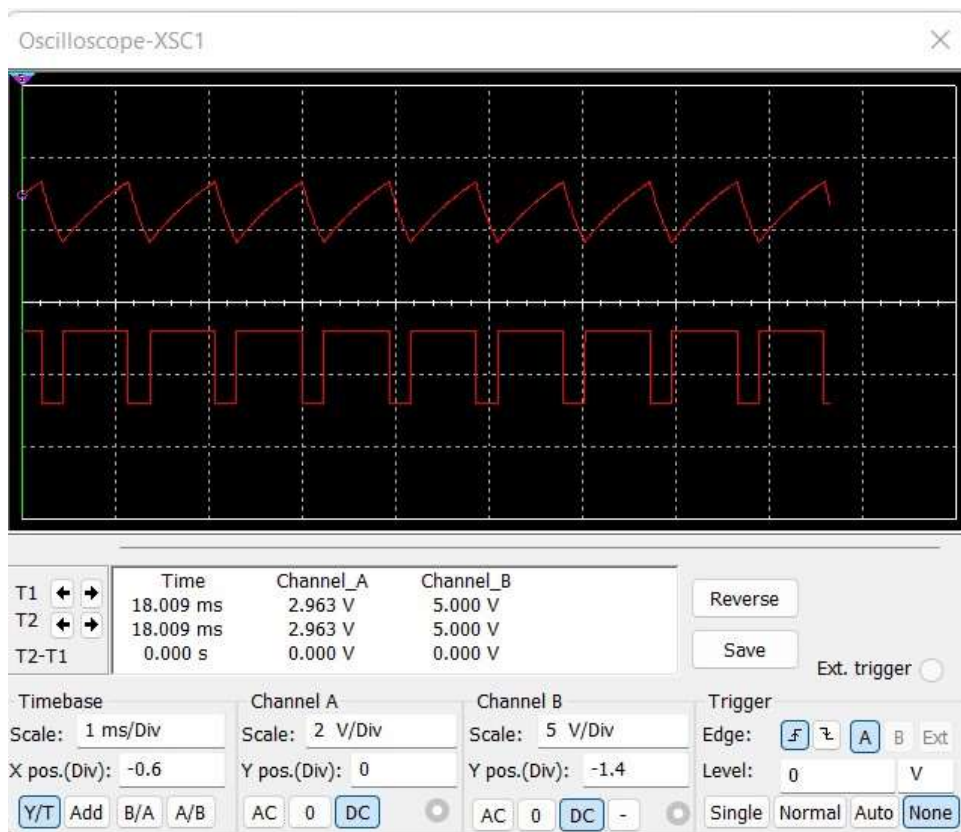 Oscilloscope-XSC1
Time Channel_A Channel_B
T1 18.009 ms 2.963 V 5.000 V
T2 18.009 ms 2.963 V 5.000 V
T2-T1 0.000 s 0.000 V 0.000 V
Reverse
Save
Ext. trigger
Timebase
Scale: 1 ms/Div
X pos.(Div): -0.6
Y/T Add B/A A/B
Channel A
Scale: 2 V/Div
Y pos.(Div): 0
AC 0 DC
Channel B
Scale: 5 V/Div
Y pos.(Div): -1.4
AC 0 DC -
Trigger
Edge: A B Ext
Level: 0 V
Single Normal Auto None